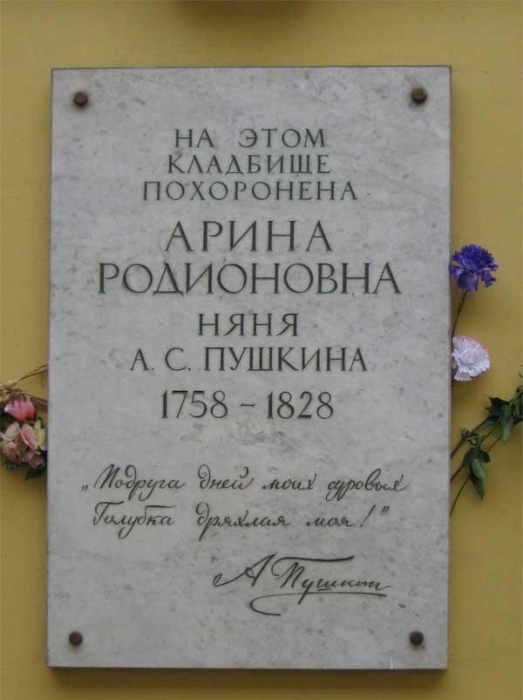 НА ЭТОМ
КЛАДБИЩЕ
ПОХОРОНЕНА
АРИНА
РОДИОНОВНА
НЯНЯ
А. С. ПУШКИНА
1758 – 1828
„Подруга дней моих суровых
Голубка дряхлая моя!"
А Пушкин